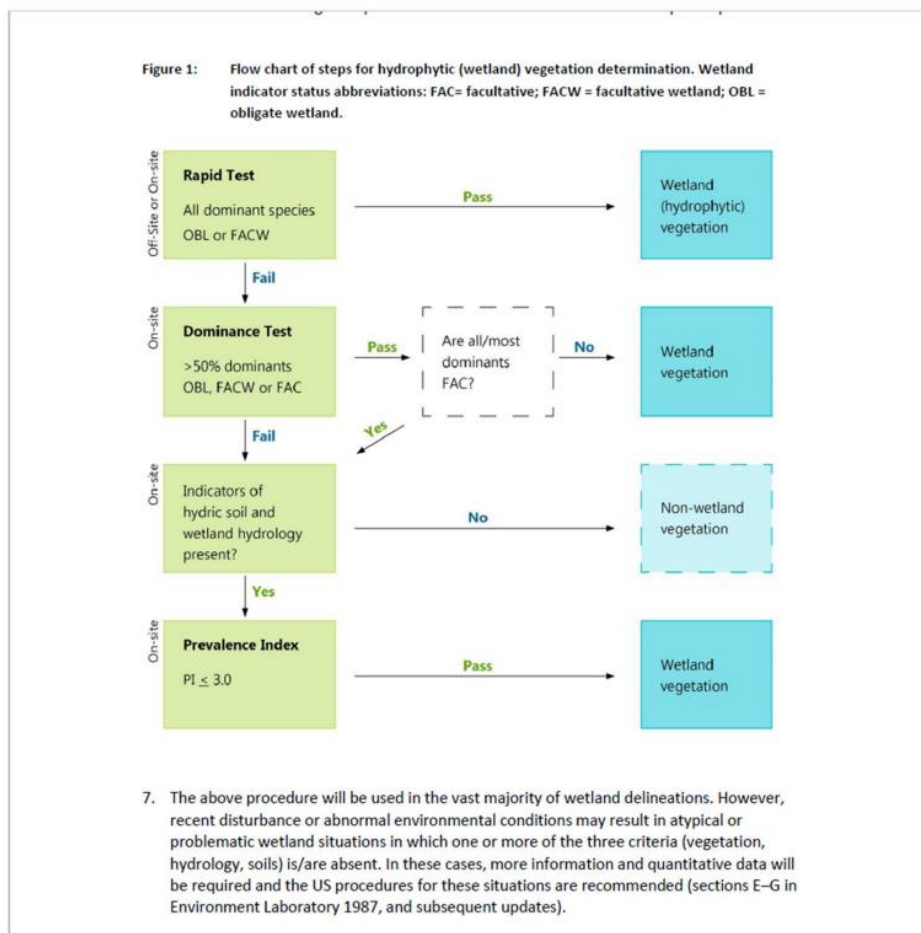 Figure 1: Flow chart of steps for hydrophytic (wetland) vegetation determination. Wetland
indicator status abbreviations: FAC= facultative; FACW = facultative wetland; OBL =
obligate wetland.
Off-Site or On-site
Rapid Test
All dominant species
OBL or FACW
Pass
Wetland
(hydrophytic)
vegetation
Fail
On-site
Dominance Test
>50% dominants
OBL, FACW or FAC
Pass
Are all/most
dominants
FAC?
No
Wetland
vegetation
Yes
Fail
On-site
Indicators of
hydric soil and
wetland hydrology
present?
No
Non-wetland
vegetation
Yes
On-site
Prevalence Index
PI ≤ 3.0
Pass
Wetland
vegetation
7. The above procedure will be used in the vast majority of wetland delineations. However,
recent disturbance or abnormal environmental conditions may result in atypical or
problematic wetland situations in which one or more of the three criteria (vegetation,
hydrology, soils) is/are absent. In these cases, more information and quantitative data will
be required and the US procedures for these situations are recommended (sections E–G in
Environment Laboratory 1987, and subsequent updates).